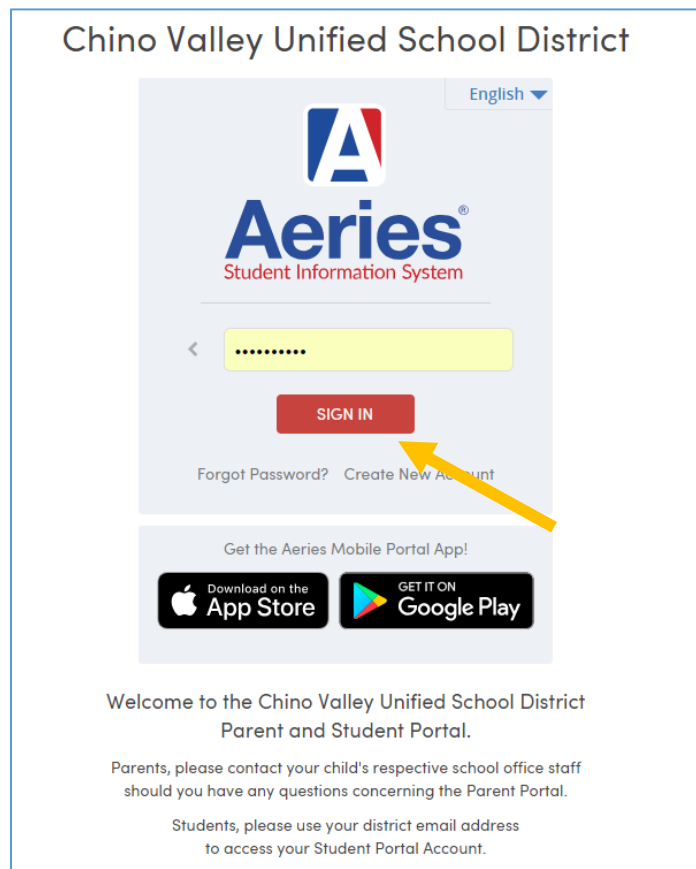 Chino Valley Unified School District
English
A
Aeries®
Student Information System
••••••••••
SIGN IN
Forgot Password? Create New Account
Get the Aeries Mobile Portal App!
Download on the
App Store
GET IT ON
Google Play
Welcome to the Chino Valley Unified School District
Parent and Student Portal.
Parents, please contact your child's respective school office staff
should you have any questions concerning the Parent Portal.
Students, please use your district email address
to access your Student Portal Account.